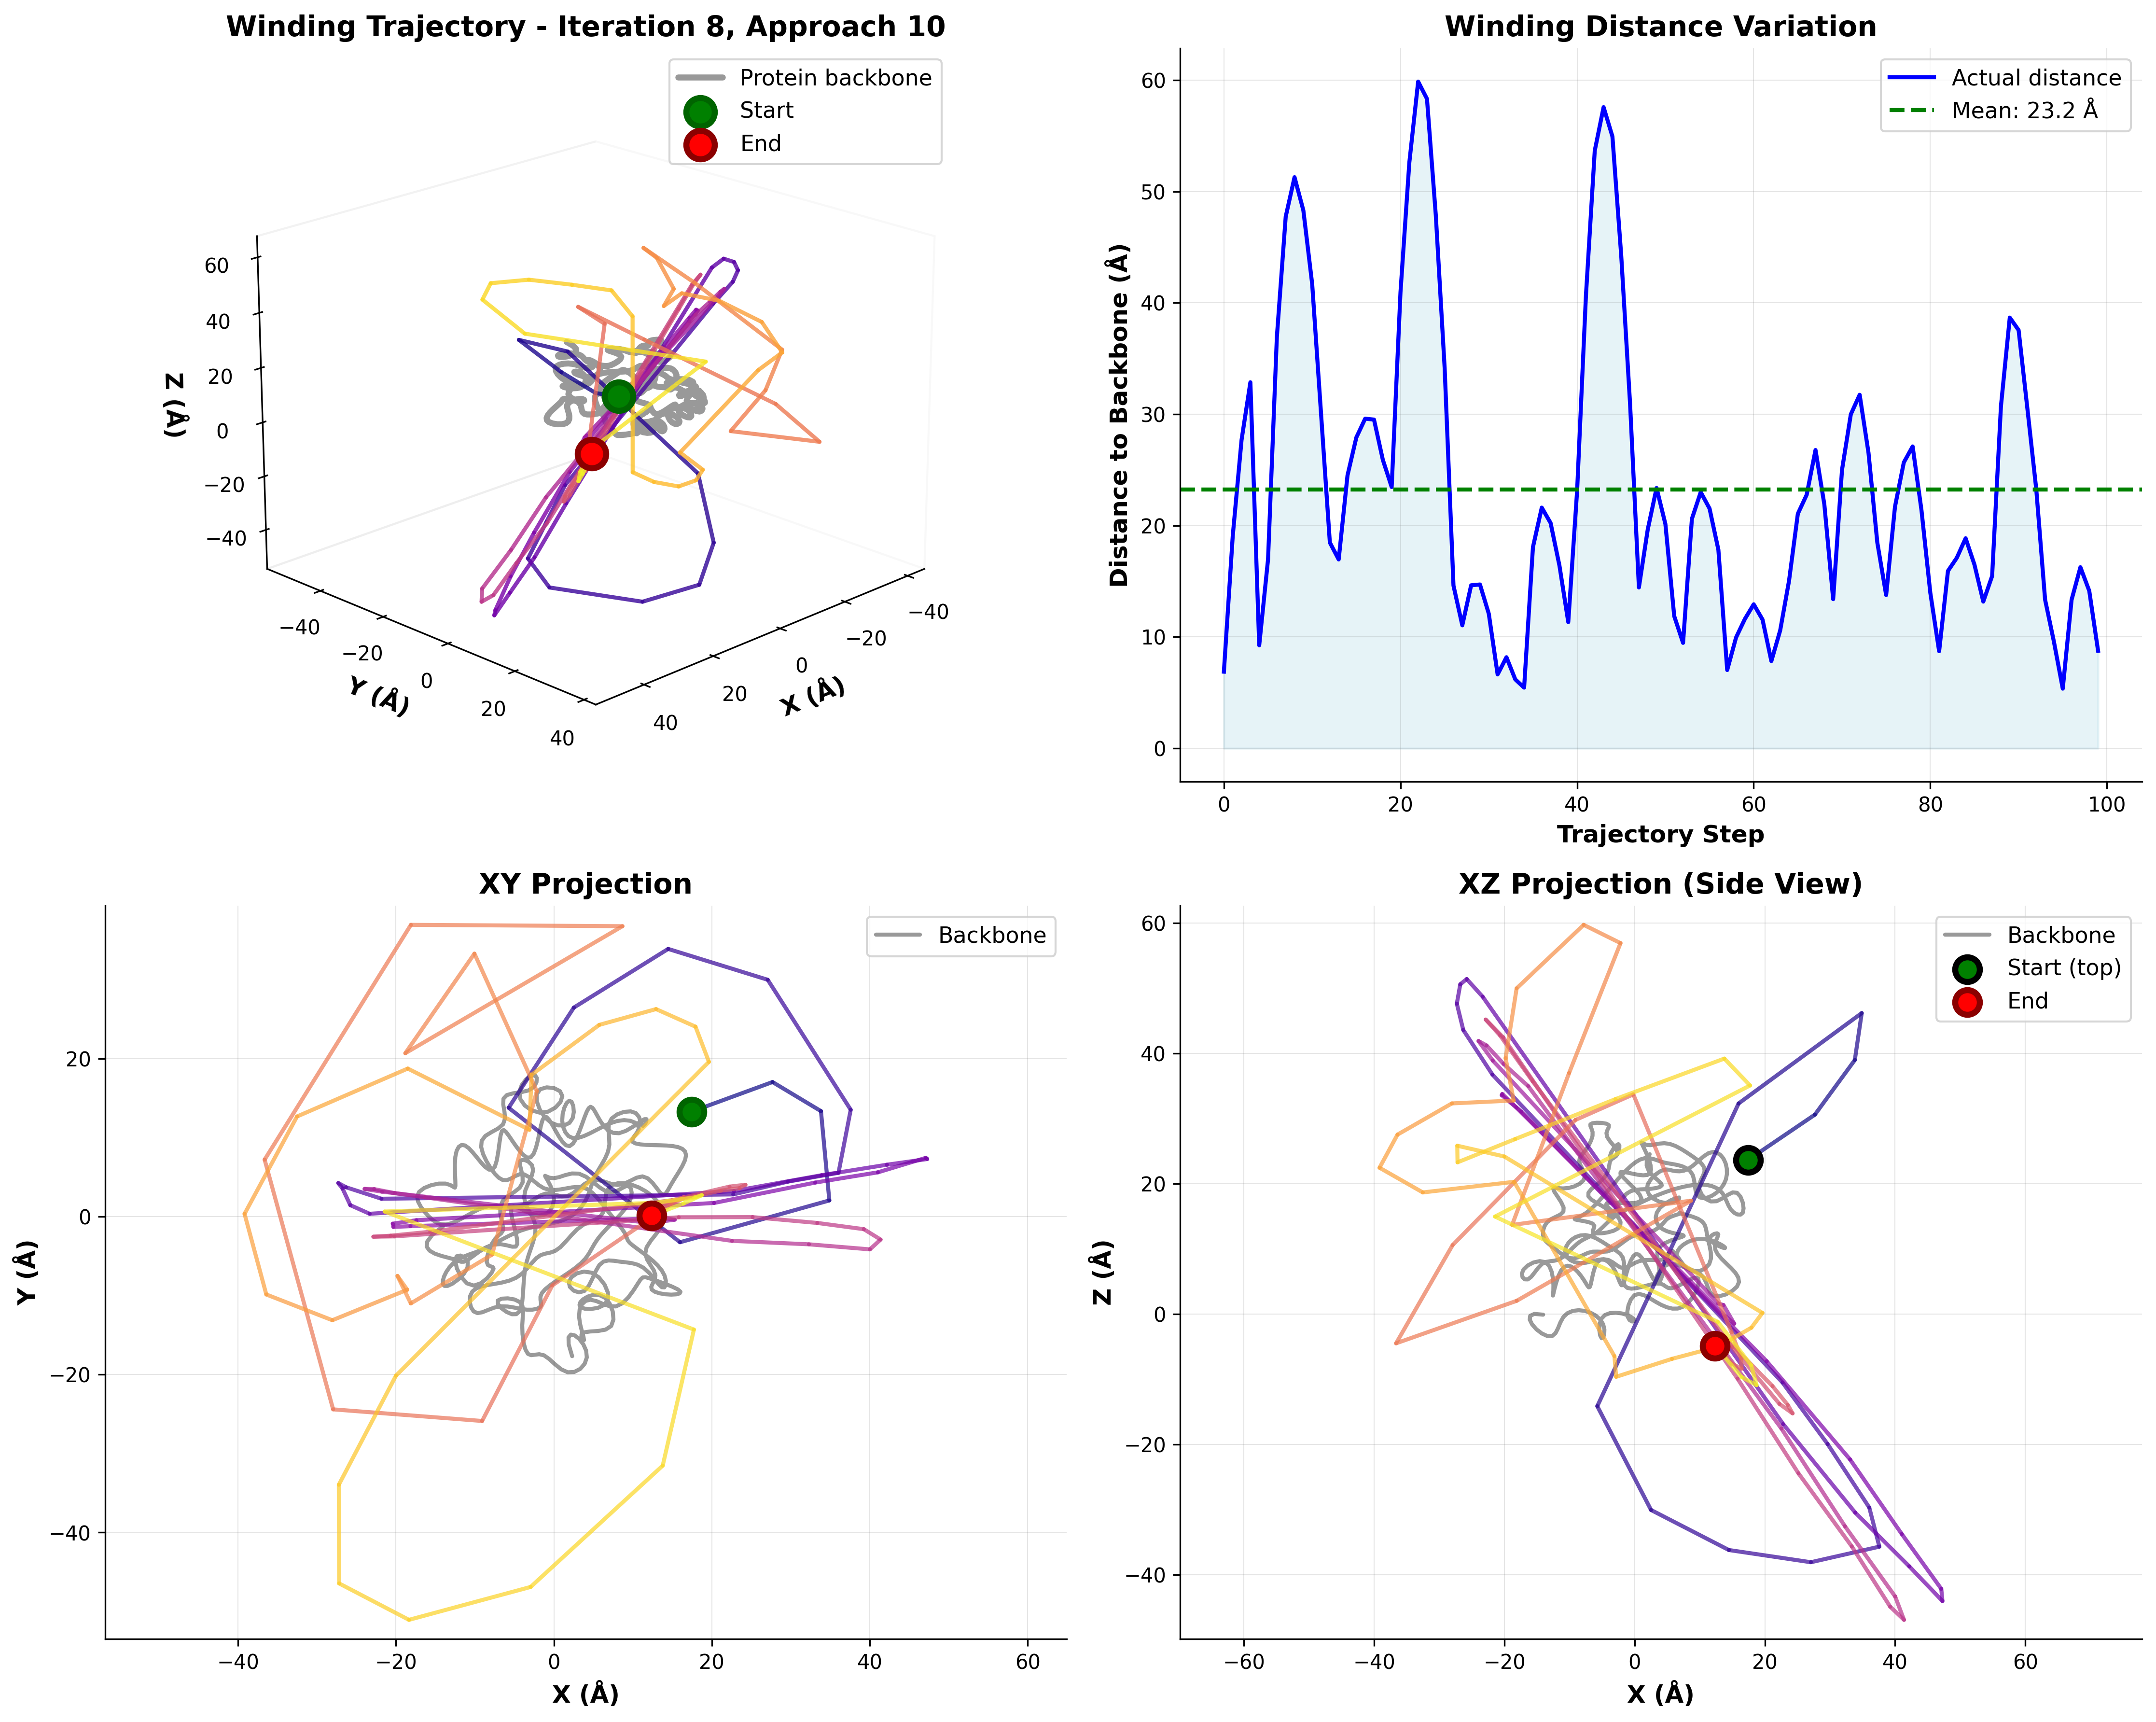 Winding Trajectory - Iteration 8, Approach 10
Protein backbone
Start
End
60
40
20
0
−20
−40
Z (Å)
−40
−20
0
20
40
Y (Å)
40
20
0
−20
−40
X (Å)
Winding Distance Variation
Actual distance
Mean: 23.2 Å
60
50
40
30
20
10
0
Distance to Backbone (Å)
0
20
40
60
80
100
Trajectory Step
XY Projection
Backbone
20
0
−20
−40
Y (Å)
−40
−20
0
20
40
60
X (Å)
XZ Projection (Side View)
Backbone
Start (top)
End
60
40
20
0
−20
−40
Z (Å)
−60
−40
−20
0
20
40
60
X (Å)